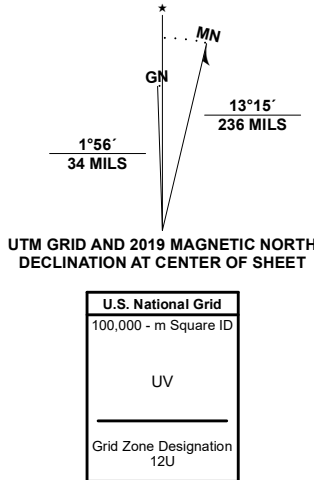 ★
MN
GN
13°15´
236 MILS
1°56´
34 MILS
UTM GRID AND 2019 MAGNETIC NORTH
DECLINATION AT CENTER OF SHEET
U.S. National Grid
100,000 - m Square ID
UV
Grid Zone Designation
12U